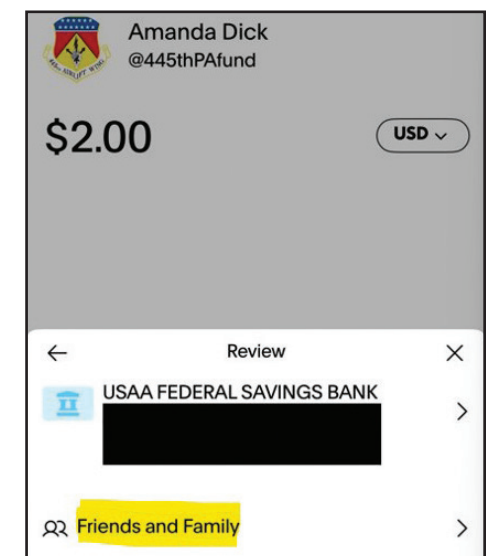 Amanda Dick
@445thPAfund
$2.00
USD
Review
USAA FEDERAL SAVINGS BANK
Friends and Family